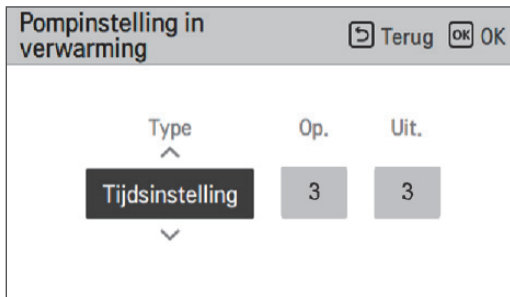 Pompinstelling in
verwarming
Terug OK OK
Type Op. Uit.
Tijdsinstelling 3 3